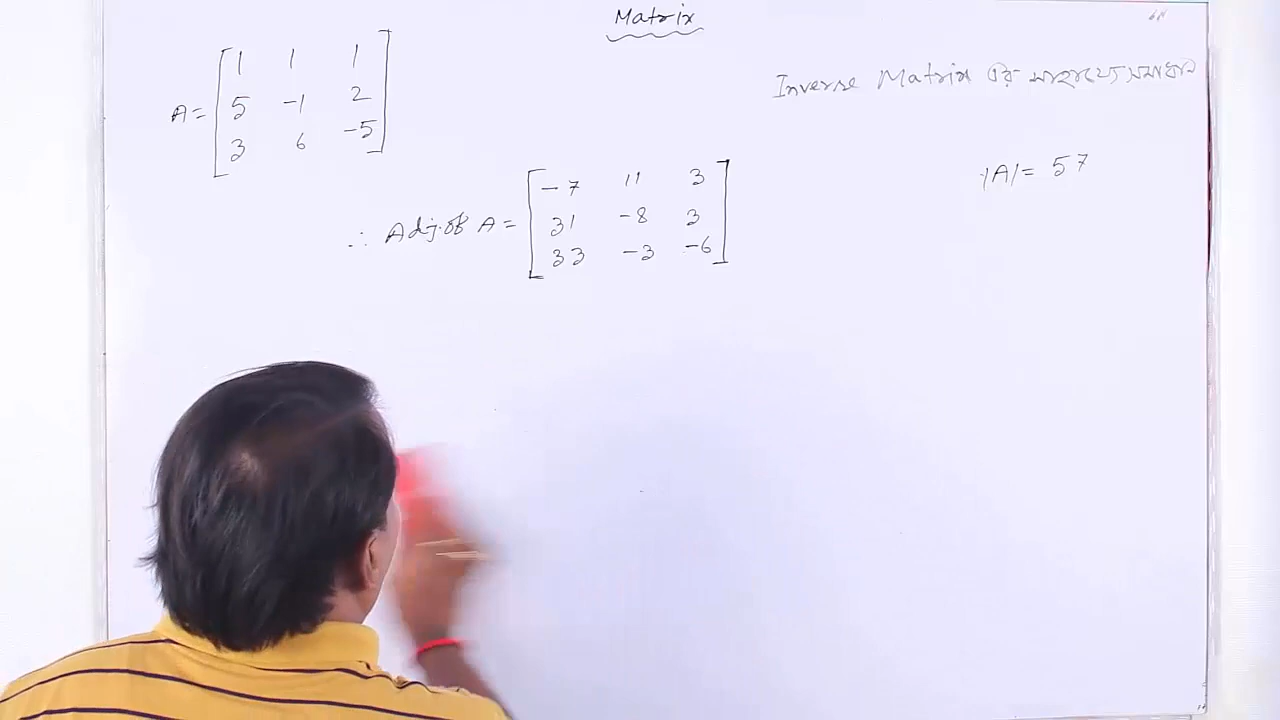 Matrix
Inverse Matrix এর সাহায্যে সমাধান
A= [1 1 1
5 -1 2
3 6 -5]
|A|= 57
∴ Adj. of A = [-7 11 3
31 -8 3
33 -3 -6]